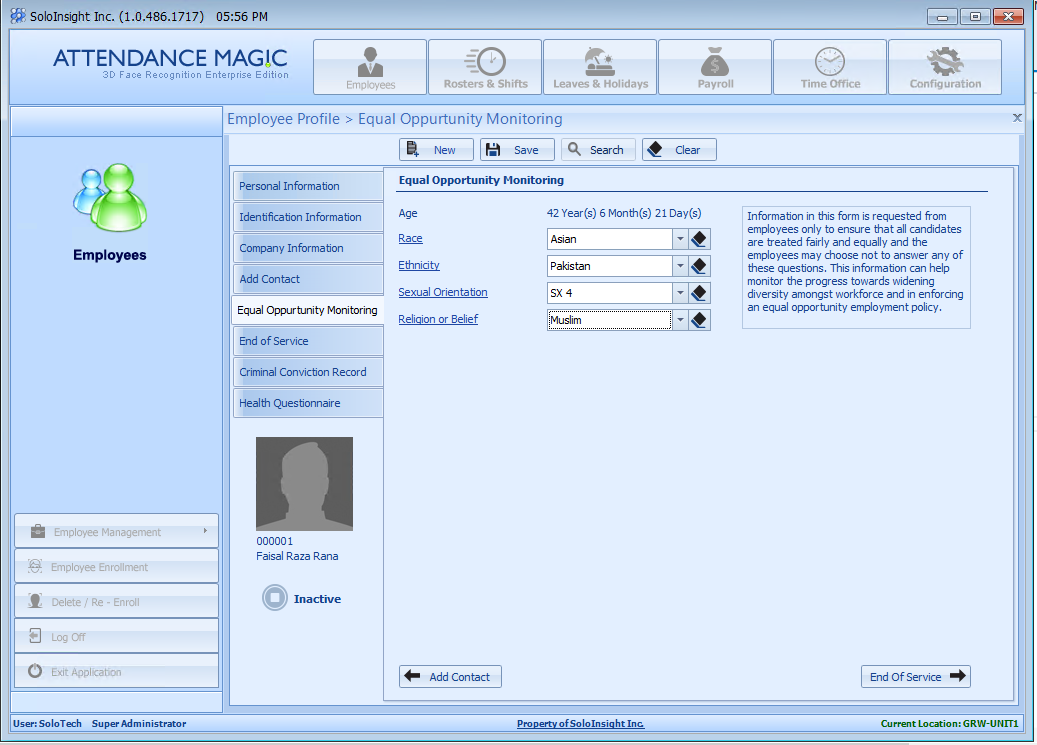 SoloInsight Inc. (1.0.486.1717) 05:56 PM
ATTENDANCE MAGIC
3D Face Recognition Enterprise Edition
Employees
Rosters & Shifts
Leaves & Holidays
Payroll
Time Office
Configuration
Employee Profile > Equal Opportunity Monitoring
x
New
Save
Search
Clear
Employees
Employee Management
Employee Enrollment
Delete / Re - Enroll
Log Off
Exit Application
Personal Information
Identification Information
Company Information
Add Contact
Equal Opportunity Monitoring
End of Service
Criminal Conviction Record
Health Questionnaire
000001
Faisal Raza Rana
Inactive
Equal Opportunity Monitoring
Age 42 Year(s) 6 Month(s) 21 Day(s)
Race Asian
Ethnicity Pakistan
Sexual Orientation SX 4
Religion or Belief Muslim
Information in this form is requested from
employees only to ensure that all candidates
are treated fairly and equally and the
employees may choose not to answer any of
these questions. This information can help
monitor the progress towards widening
diversity amongst workforce and in enforcing
an equal opportunity employment policy.
Add Contact
End Of Service
User: SoloTech Super Administrator
Property of SoloInsight Inc.
Current Location: GRW-UNIT1